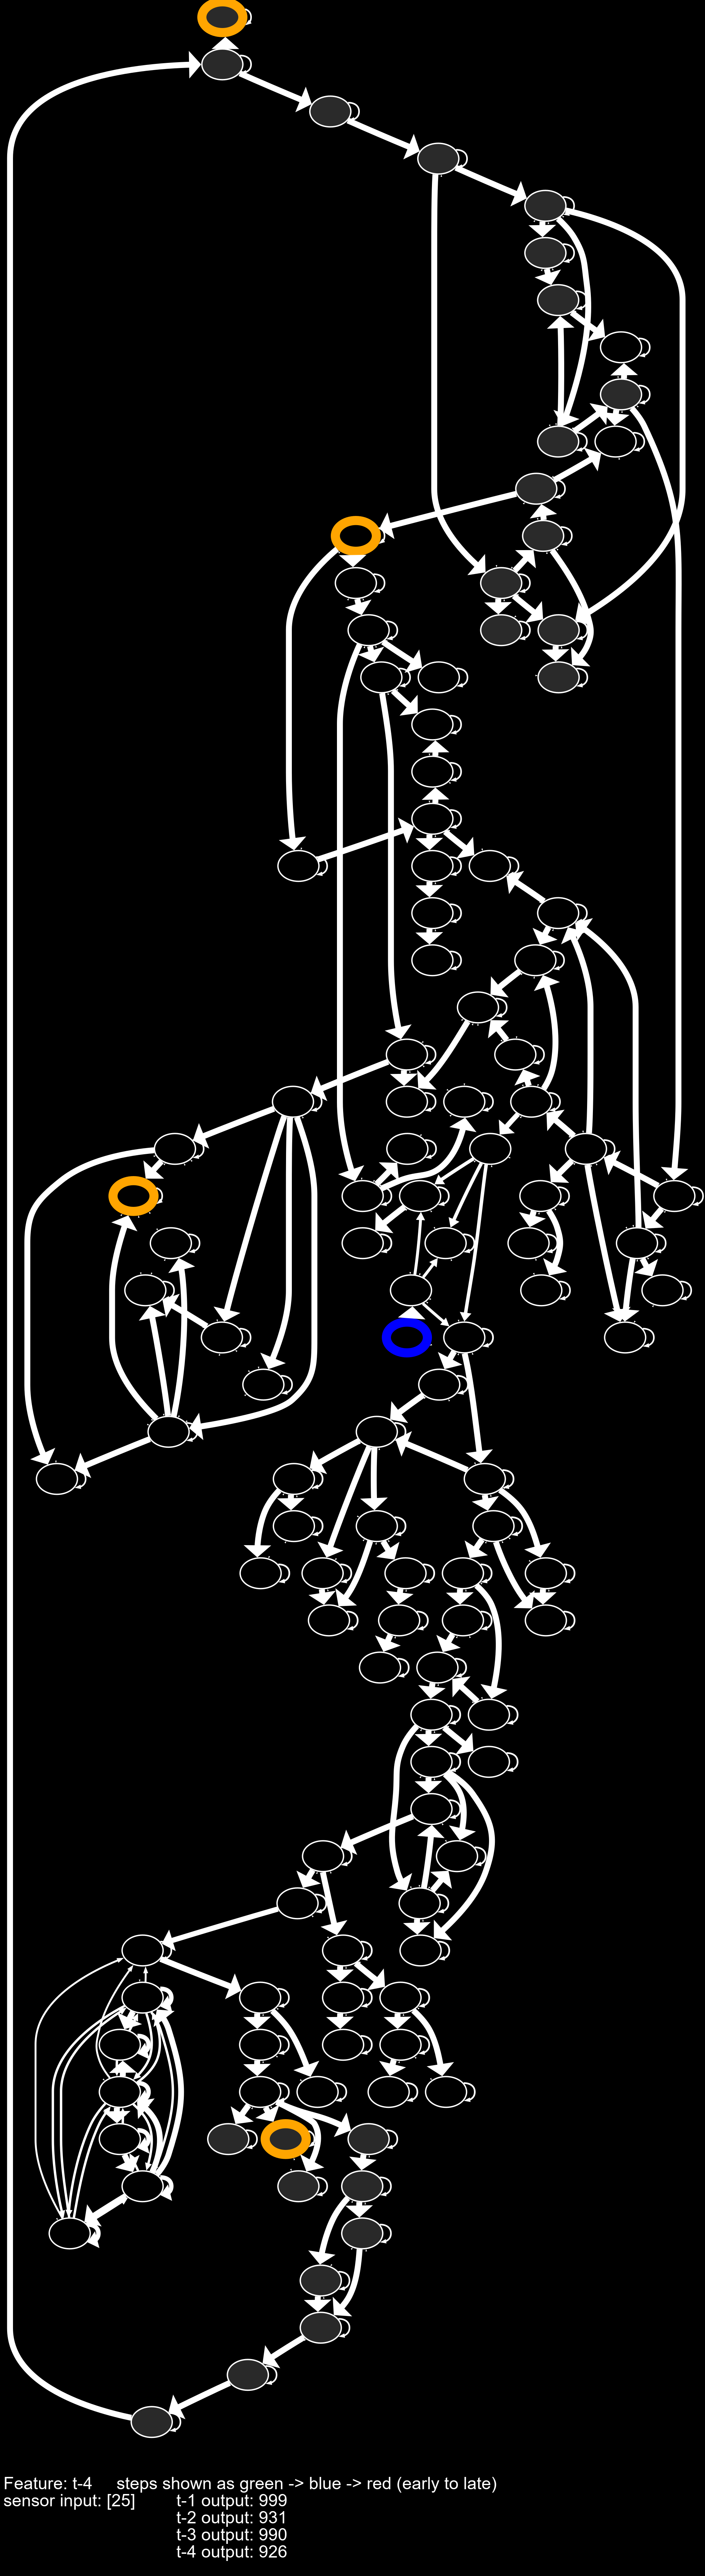 Feature: t-4 steps shown as green -> blue -> red (early to late)
sensor input: [25] t-1 output: 999
t-2 output: 931
t-3 output: 990
t-4 output: 926